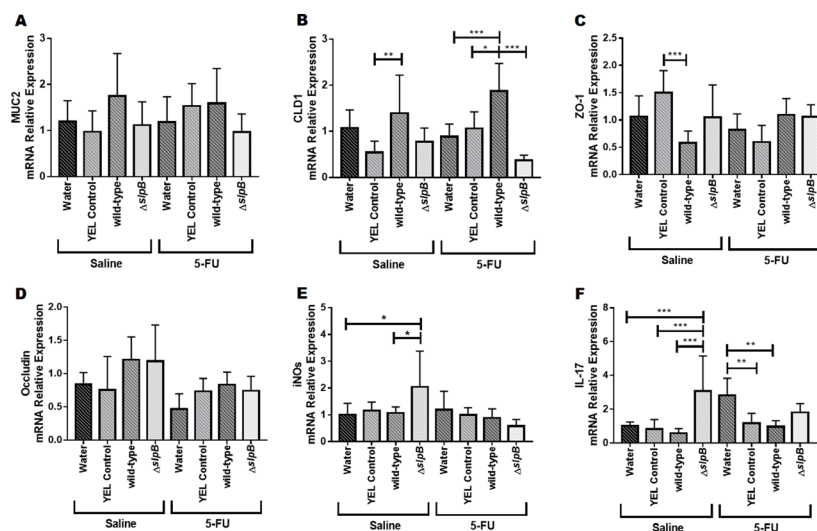 A
MUC2
mRNA Relative Expression
3
2
1
0
Water
YEL Control
wild-type
ΔslpB
Water
YEL Control
wild-type
ΔslpB
Saline
5-FU
B
CLD1
mRNA Relative Expression
3
2
1
0
***
**
*
***
Water
YEL Control
wild-type
ΔslpB
Water
YEL Control
wild-type
ΔslpB
Saline
5-FU
C
ZO-1
mRNA Relative Expression
2.5
2.0
1.5
1.0
0.5
0.0
***
Water
YEL Control
wild-type
ΔslpB
Water
YEL Control
wild-type
ΔslpB
Saline
5-FU
D
Occludin
mRNA Relative Expression
2.0
1.5
1.0
0.5
0.0
Water
YEL Control
wild-type
ΔslpB
Water
YEL Control
wild-type
ΔslpB
Saline
5-FU
E
iNOs
mRNA Relative Expression
5
4
3
2
1
0
*
*
Water
YEL Control
wild-type
ΔslpB
Water
YEL Control
wild-type
ΔslpB
Saline
5-FU
F
IL-17
mRNA Relative Expression
8
6
4
2
0
***
***
***
**
**
Water
YEL Control
wild-type
ΔslpB
Water
YEL Control
wild-type
ΔslpB
Saline
5-FU